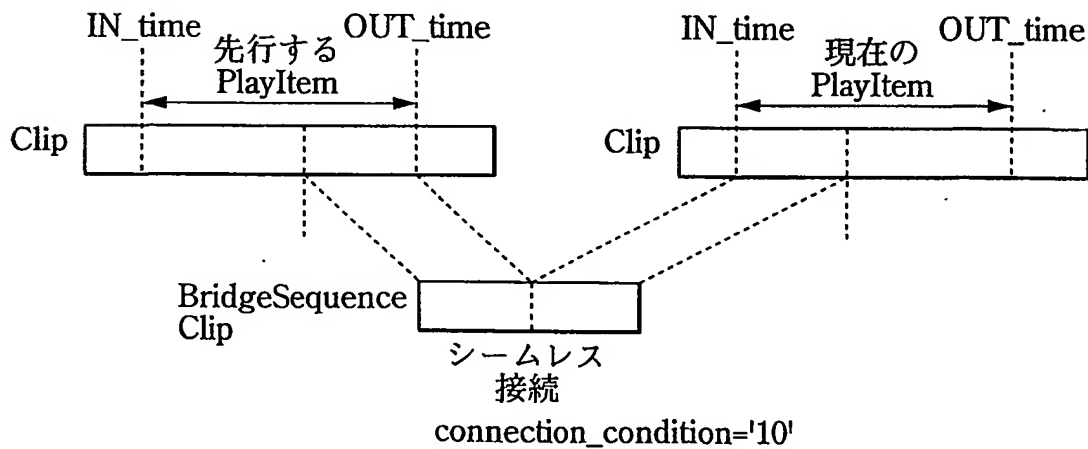 IN_time
OUT_time
先行する
PlayItem
Clip
IN_time
OUT_time
現在の
PlayItem
Clip
BridgeSequence
Clip
シームレス
接続
connection_condition='10'